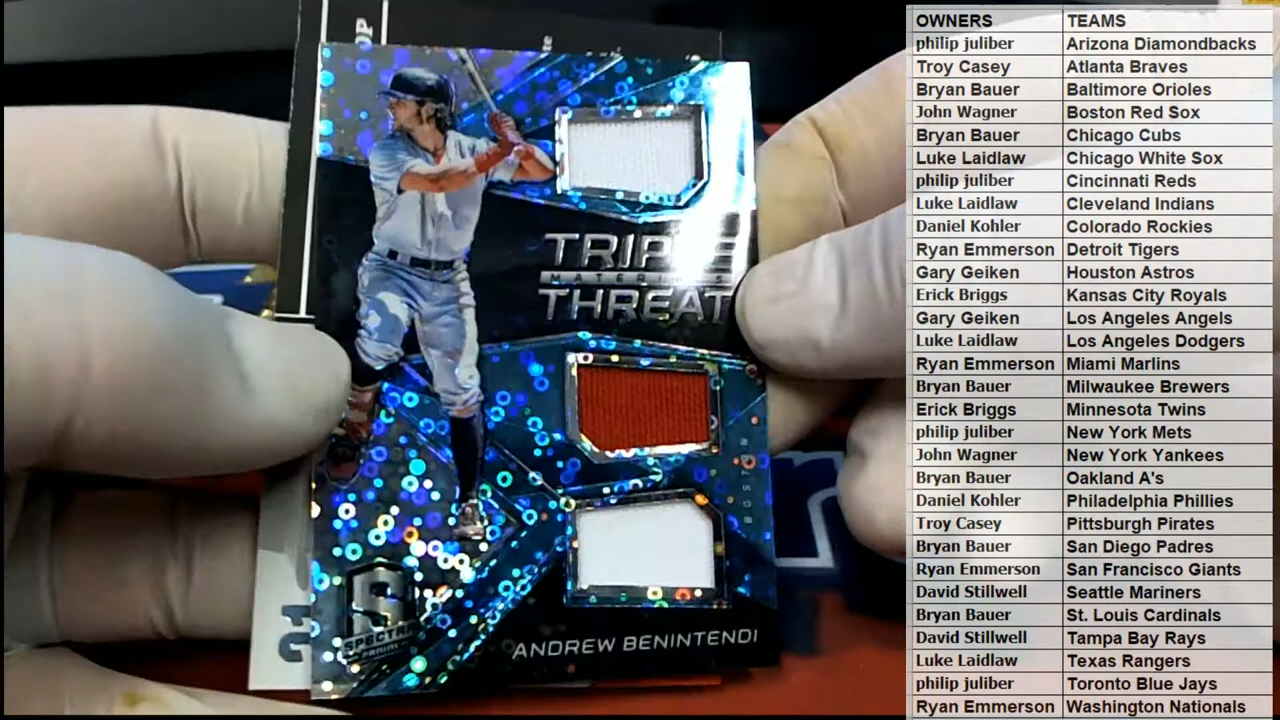 TRIPLE
MATERIALS
THREAT
BOSTON
SPECTRA
PANINI
ANDREW BENINTENDI
OWNERS TEAMS
philip juliber Arizona Diamondbacks
Troy Casey Atlanta Braves
Bryan Bauer Baltimore Orioles
John Wagner Boston Red Sox
Bryan Bauer Chicago Cubs
Luke Laidlaw Chicago White Sox
philip juliber Cincinnati Reds
Luke Laidlaw Cleveland Indians
Daniel Kohler Colorado Rockies
Ryan Emmerson Detroit Tigers
Gary Geiken Houston Astros
Erick Briggs Kansas City Royals
Gary Geiken Los Angeles Angels
Luke Laidlaw Los Angeles Dodgers
Ryan Emmerson Miami Marlins
Bryan Bauer Milwaukee Brewers
Erick Briggs Minnesota Twins
philip juliber New York Mets
John Wagner New York Yankees
Bryan Bauer Oakland A's
Daniel Kohler Philadelphia Phillies
Troy Casey Pittsburgh Pirates
Bryan Bauer San Diego Padres
Ryan Emmerson San Francisco Giants
David Stillwell Seattle Mariners
Bryan Bauer St. Louis Cardinals
David Stillwell Tampa Bay Rays
Luke Laidlaw Texas Rangers
philip juliber Toronto Blue Jays
Ryan Emmerson Washington Nationals